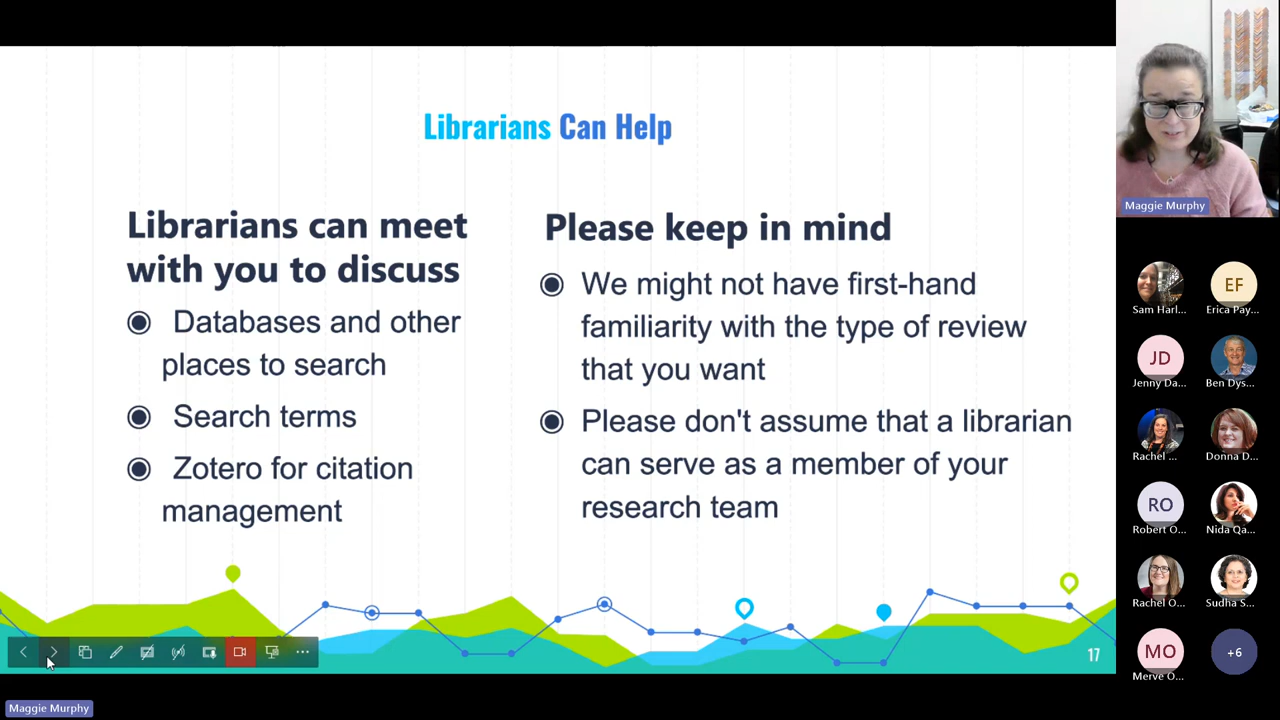 Librarians Can Help
Librarians can meet
with you to discuss
Databases and other
places to search
Search terms
Zotero for citation
management
Please keep in mind
We might not have first-hand
familiarity with the type of review
that you want
Please don't assume that a librarian
can serve as a member of your
research team
17
Maggie Murphy
Sam Harl...
EF
Erica Pay...
JD
Jenny Da...
Ben Dys...
Rachel ...
Donna D...
RO
Robert O...
Nida Qa...
Rachel O...
Sudha S...
MO
Merve O...
+6
Maggie Murphy